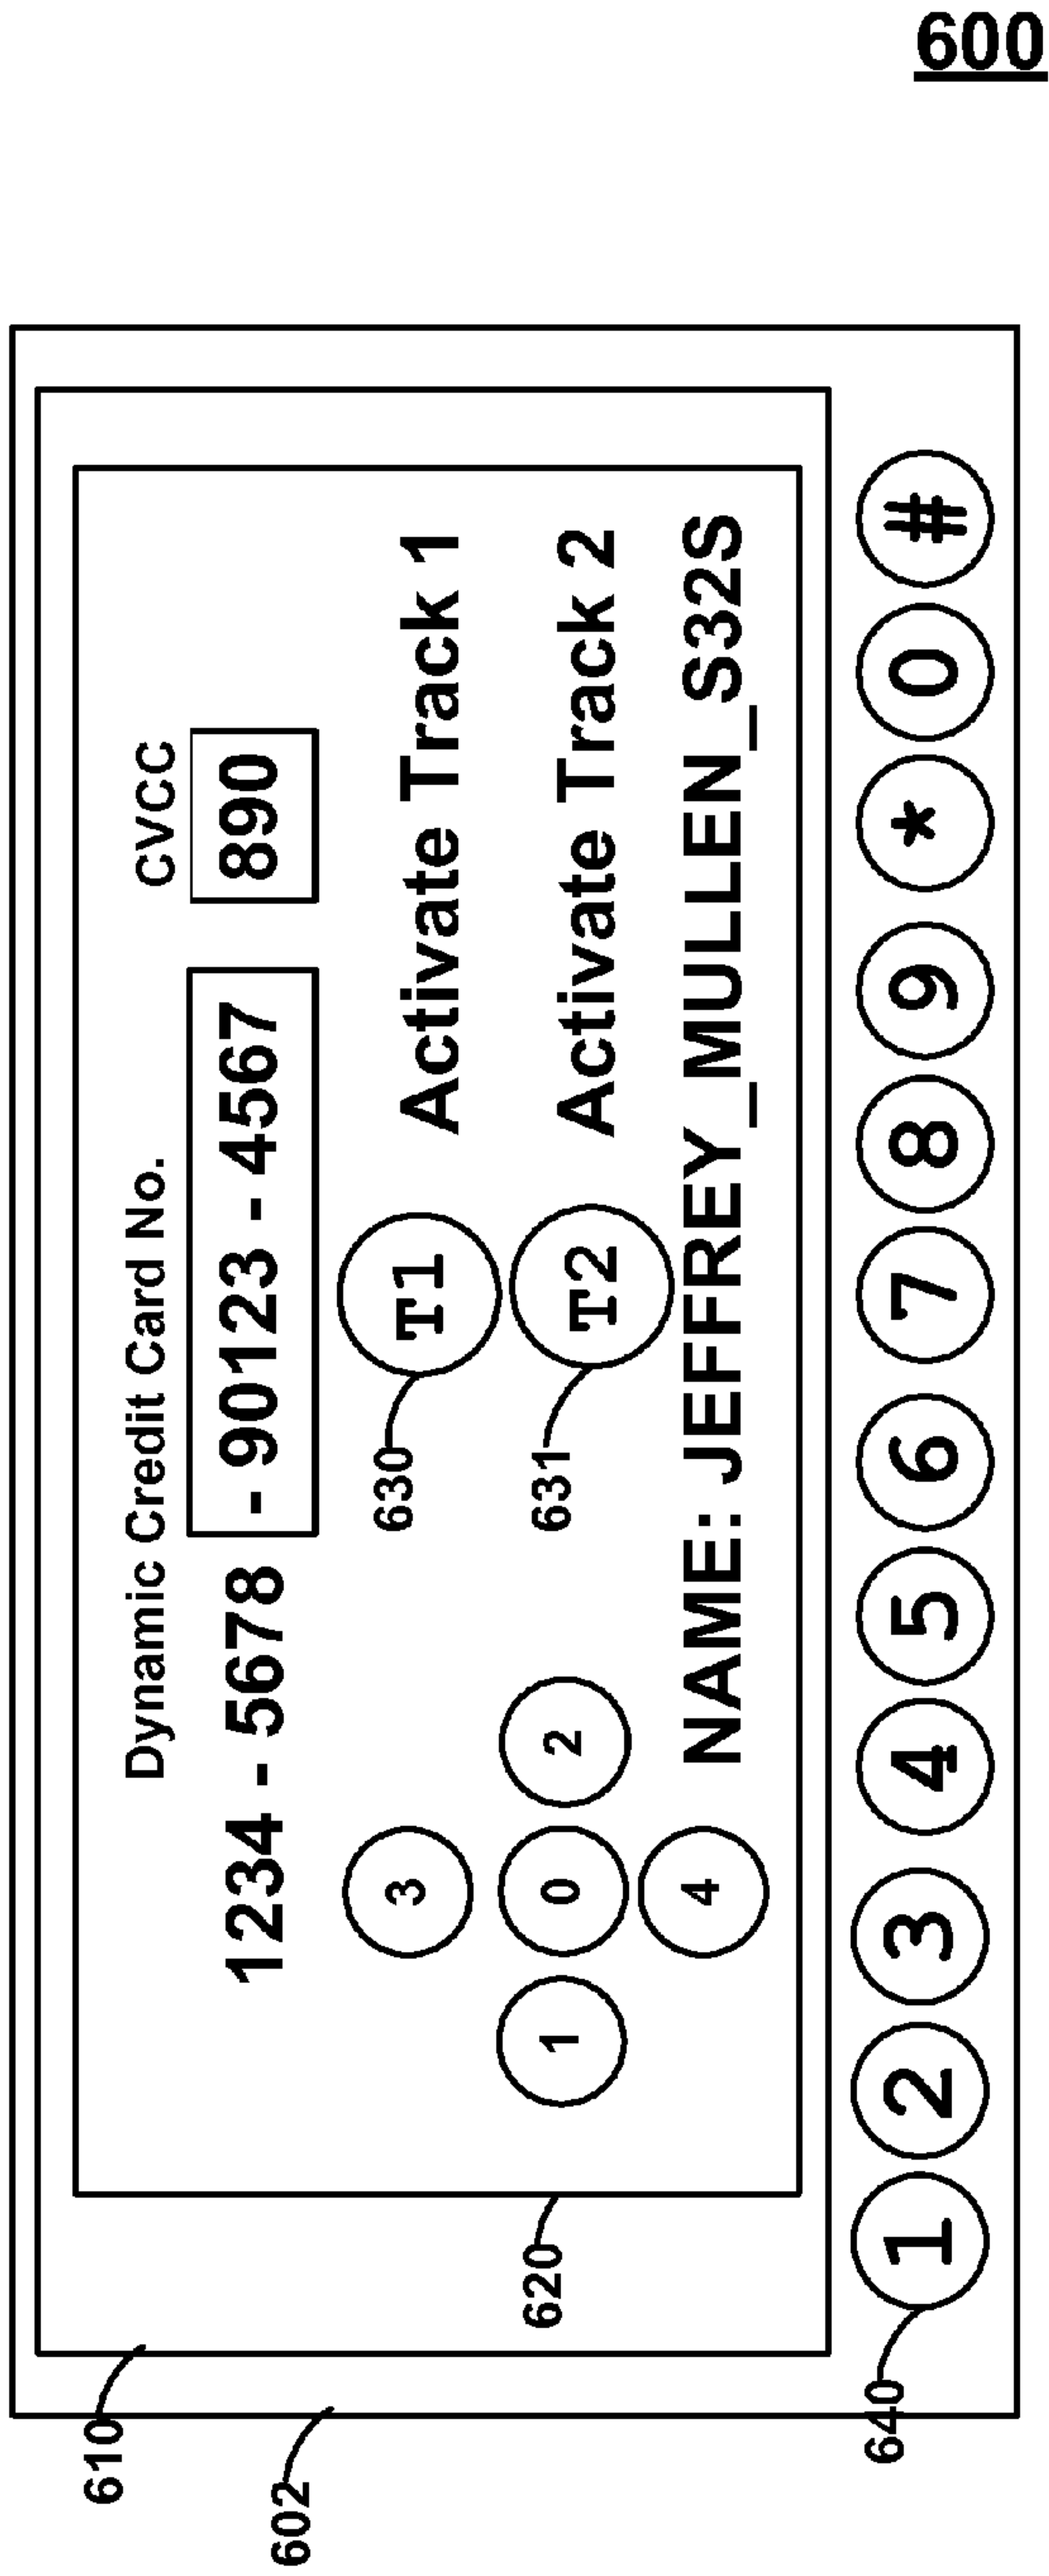 600
610
602
Dynamic Credit Card No. CVCC
1234 - 5678 - 90123 - 4567 890
3 T1 Activate Track 1
630
1 0 2 T2 Activate Track 2
631
4 NAME: JEFFREY_MULLEN_S32S
620
1 2 3 4 5 6 7 8 9 * 0 #
640